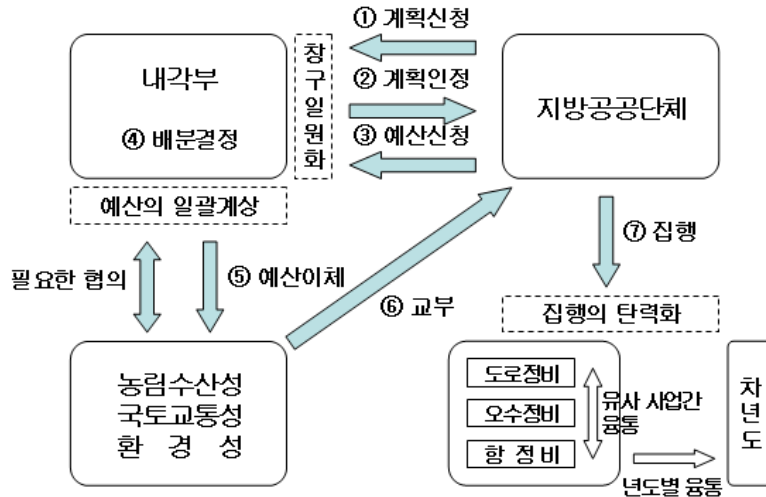 ① 계획신청
내각부
④ 배분결정
창구일원화
② 계획인정
③ 예산신청
지방공공단체
예산의 일괄계상
필요한 협의
⑤ 예산이체
⑥ 교부
⑦ 집행
집행의 탄력화
농림수산성
국토교통성
환 경 성
도로정비
오수정비
항 정 비
유사 사업간
융통
차년도
년도별 융통